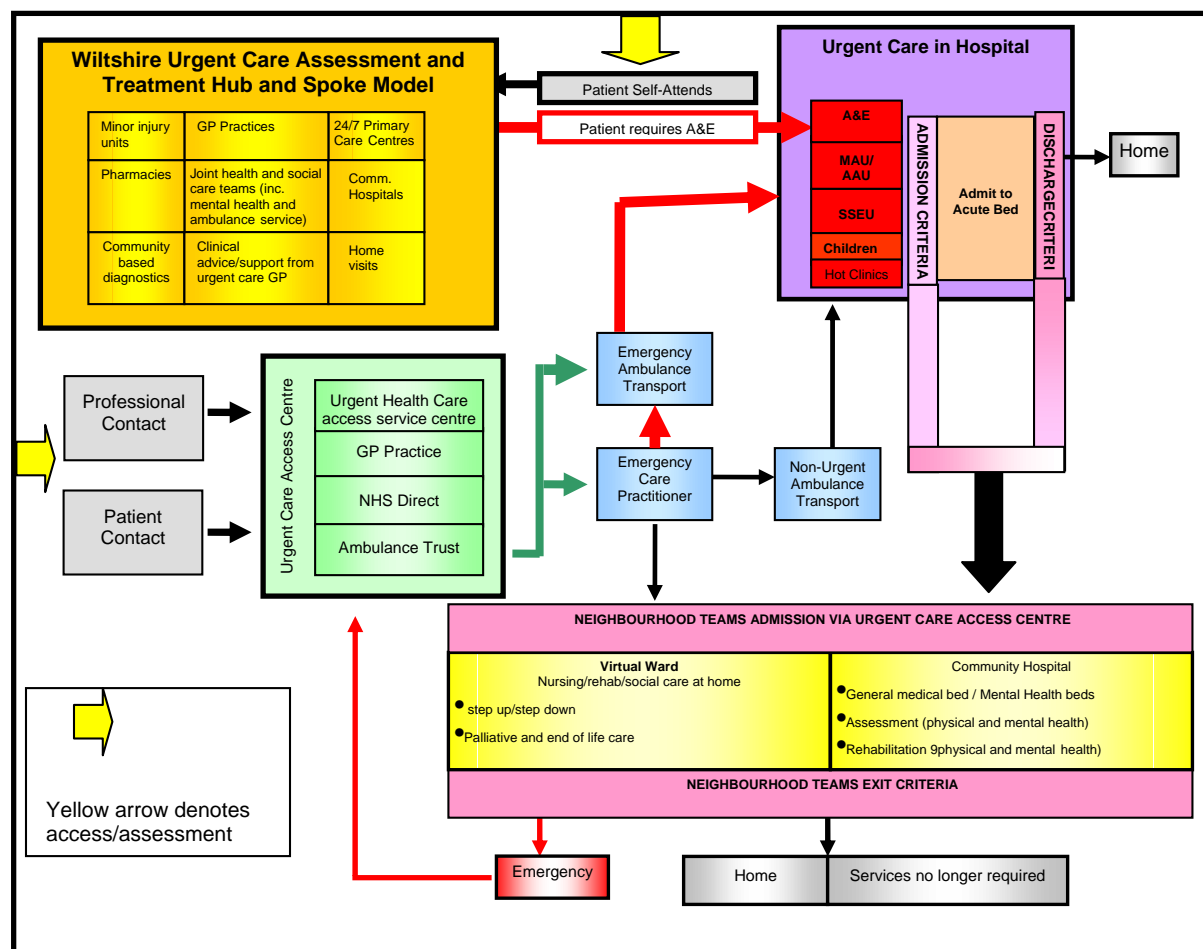 Wiltshire Urgent Care Assessment and
Treatment Hub and Spoke Model
Minor injury
units
GP Practices
24/7 Primary
Care Centres
Pharmacies
Joint health and social
care teams (inc.
mental health and
ambulance service)
Comm.
Hospitals
Community
based
diagnostics
Clinical
advice/support from
urgent care GP
Home
visits
Patient Self-Attends
Patient requires A&E
Urgent Care in Hospital
A&E
MAU/
AAU
SSEU
Children
Hot Clinics
ADMISSION CRITERIA
Admit to
Acute Bed
DISCHARGECRITERI
Home
Professional
Contact
Patient
Contact
Urgent Care Access Centre
Urgent Health Care
access service centre
GP Practice
NHS Direct
Ambulance Trust
Emergency
Ambulance
Transport
Emergency
Care
Practitioner
Non-Urgent
Ambulance
Transport
NEIGHBOURHOOD TEAMS ADMISSION VIA URGENT CARE ACCESS CENTRE
Virtual Ward
Nursing/rehab/social care at home
●step up/step down
●Palliative and end of life care
Community Hospital
●General medical bed / Mental Health beds
●Assessment (physical and mental health)
●Rehabilitation 9physical and mental health)
NEIGHBOURHOOD TEAMS EXIT CRITERIA
Yellow arrow denotes
access/assessment
Emergency
Home
Services no longer required